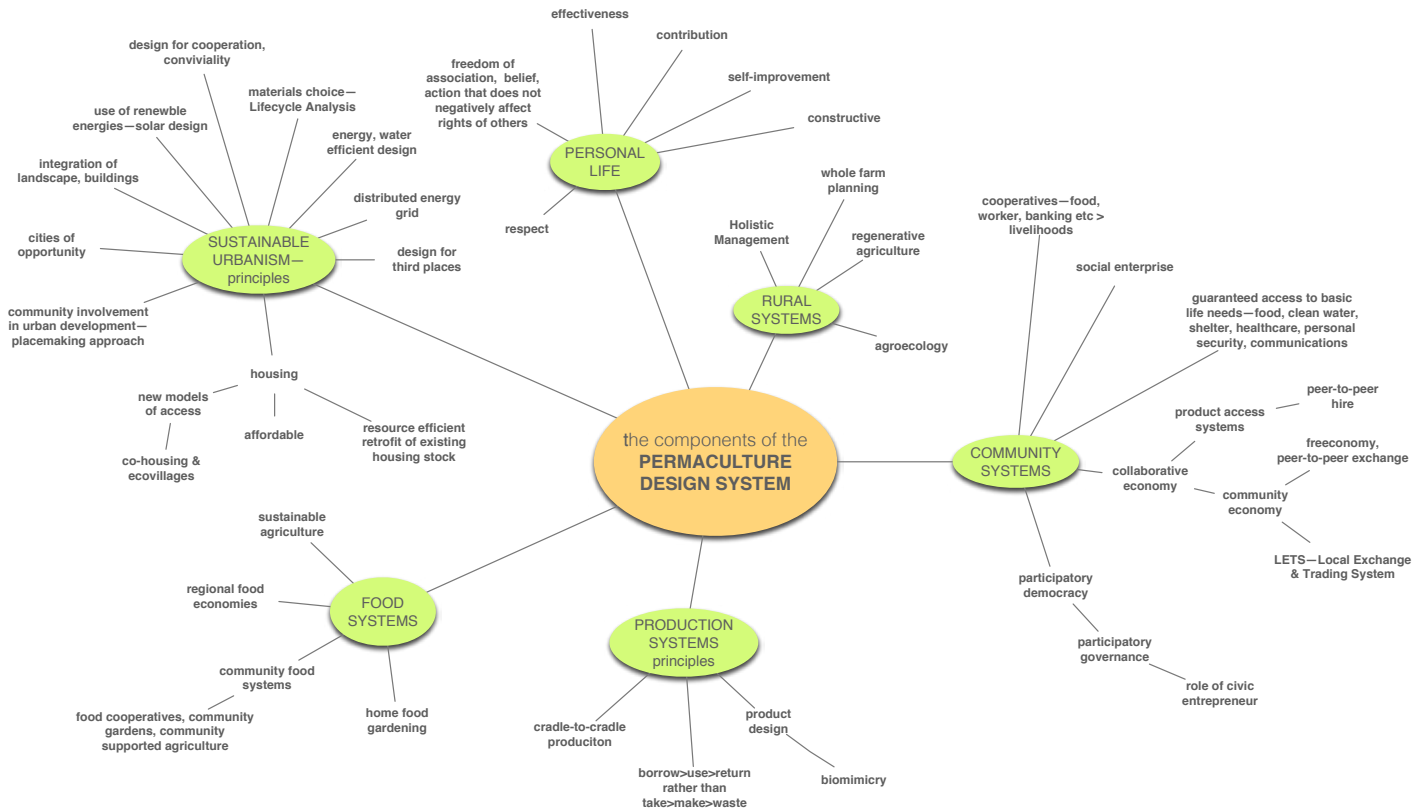 effectiveness
contribution
self-improvement
constructive
freedom of
association, belief,
action that does not
negatively affect
rights of others
PERSONAL
LIFE
respect
design for cooperation,
conviviality
materials choice—
Lifecycle Analysis
use of renewable
energies—solar design
energy, water
efficient design
integration of
landscape, buildings
distributed energy
grid
cities of
opportunity
SUSTAINABLE
URBANISM—
principles
design for
third places
community involvement
in urban development—
placemaking approach
housing
new models
of access
affordable
resource efficient
retrofit of existing
housing stock
co-housing &
ecovillages
whole farm
planning
Holistic
Management
regenerative
agriculture
RURAL
SYSTEMS
agroecology
cooperatives—food,
worker, banking etc >
livelihoods
social enterprise
guaranteed access to basic
life needs—food, clean water,
shelter, healthcare, personal
security, communications
peer-to-peer
hire
product access
systems
freeconomy,
peer-to-peer exchange
COMMUNITY
SYSTEMS
collaborative
economy
community
economy
LETS—Local Exchange
& Trading System
participatory
democracy
participatory
governance
role of civic
entrepreneur
the components of the
PERMACULTURE
DESIGN SYSTEM
sustainable
agriculture
regional food
economies
FOOD
SYSTEMS
community food
systems
food cooperatives, community
gardens, community
supported agriculture
home food
gardening
PRODUCTION
SYSTEMS
principles
cradle-to-cradle
produciton
product
design
borrow>use>return
rather than
take>make>waste
biomimicry